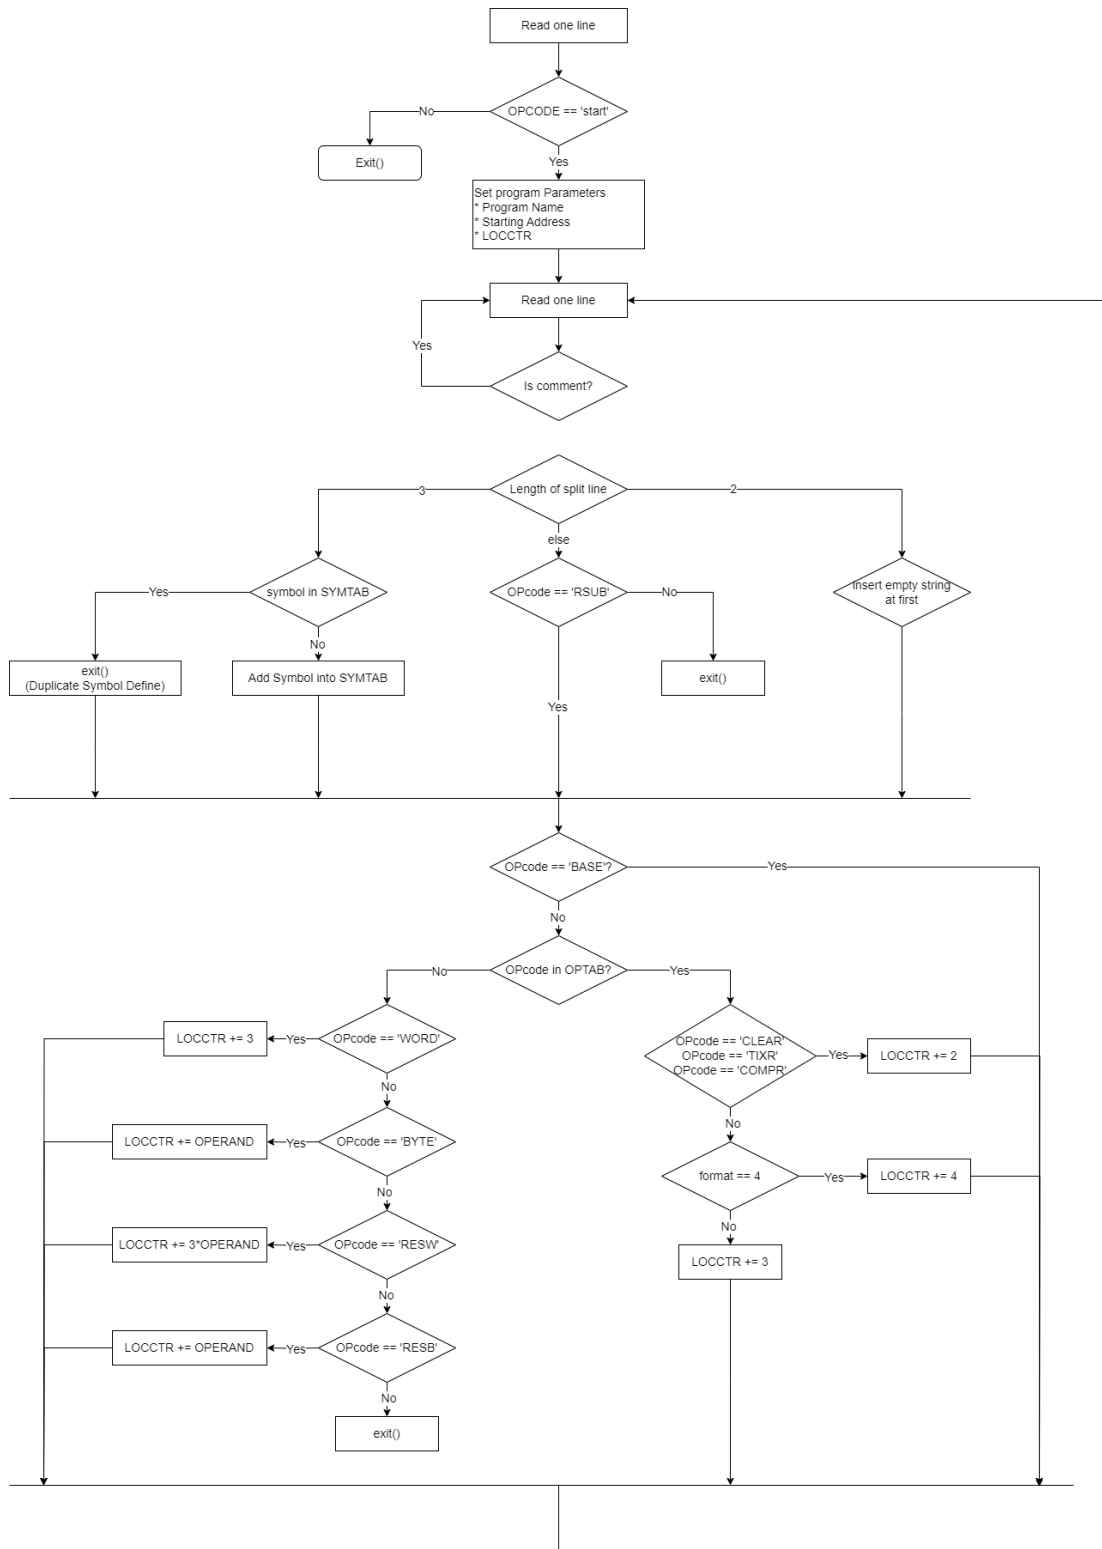 Read one line
OPCODE == 'start'
No
Exit()
Yes
Set program Parameters
* Program Name
* Starting Address
* LOCCTR
Read one line
Yes
Is comment?
Length of split line
3
2
else
symbol in SYMTAB
Yes
No
OPcode == 'RSUB'
No
Insert empty string
at first
exit()
(Duplicate Symbol Define)
Add Symbol into SYMTAB
exit()
Yes
OPcode == 'BASE'?
Yes
No
OPcode in OPTAB?
No
Yes
LOCCTR += 3
Yes
OPcode == 'WORD'
OPcode == 'CLEAR'
OPcode == 'TIXR'
OPcode == 'COMPR'
Yes
LOCCTR += 2
No
No
LOCCTR += OPERAND
Yes
OPcode == 'BYTE'
format == 4
Yes
LOCCTR += 4
No
No
LOCCTR += 3*OPERAND
Yes
OPcode == 'RESW'
LOCCTR += 3
No
LOCCTR += OPERAND
Yes
OPcode == 'RESB'
No
exit()